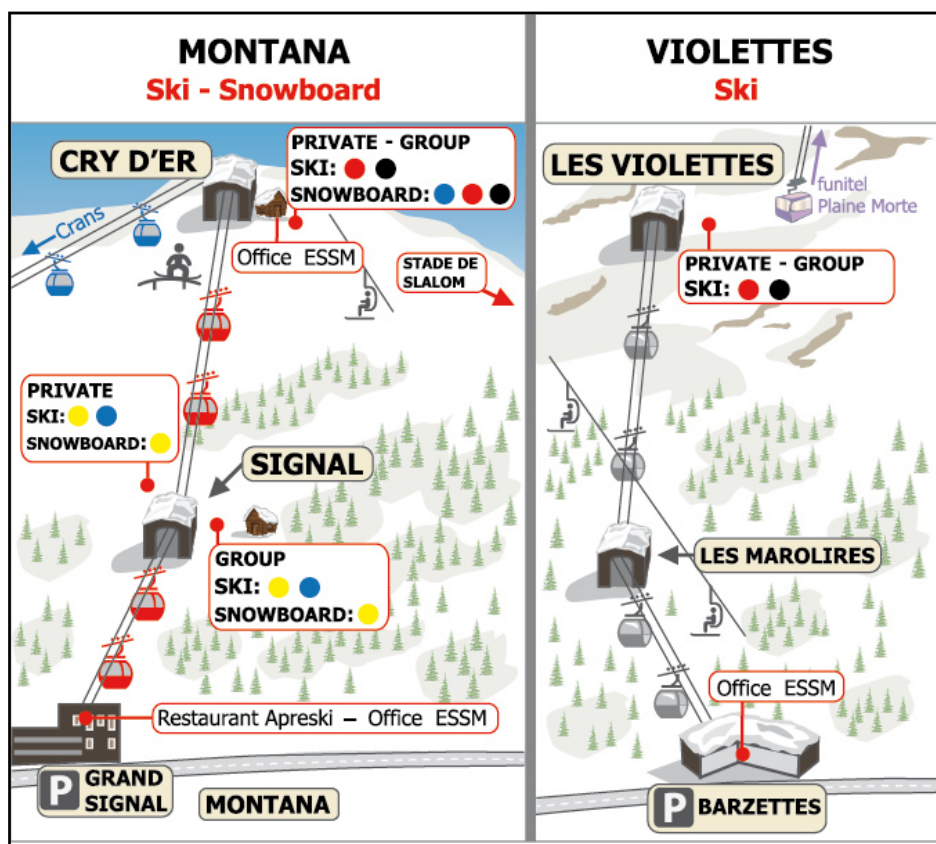 MONTANA
Ski - Snowboard
CRY D'ER
PRIVATE - GROUP
SKI:
SNOWBOARD:
Crans
Office ESSM
STADE DE
SLALOM
PRIVATE
SKI:
SNOWBOARD:
SIGNAL
GROUP
SKI:
SNOWBOARD:
Restaurant Apreski – Office ESSM
P GRAND
SIGNAL
MONTANA
VIOLETTES
Ski
LES VIOLETTES
funitel
Plaine Morte
PRIVATE - GROUP
SKI:
LES MAROLIRES
Office ESSM
P BARZETTES